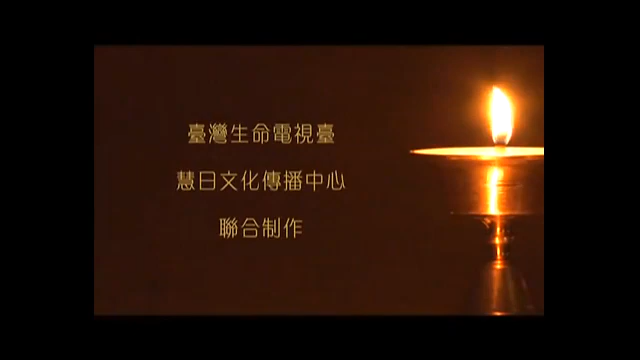 臺灣生命電視臺
慧日文化傳播中心
聯合制作